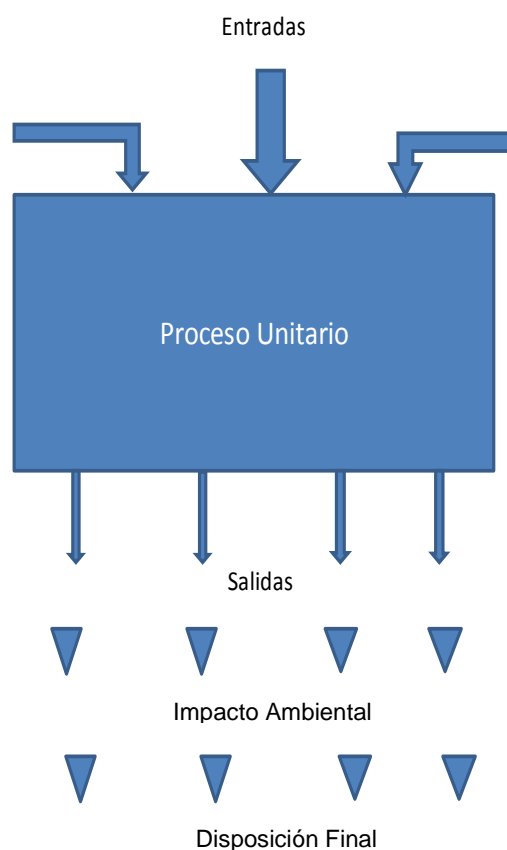 Entradas
Proceso Unitario
Salidas
Impacto Ambiental
Disposición Final